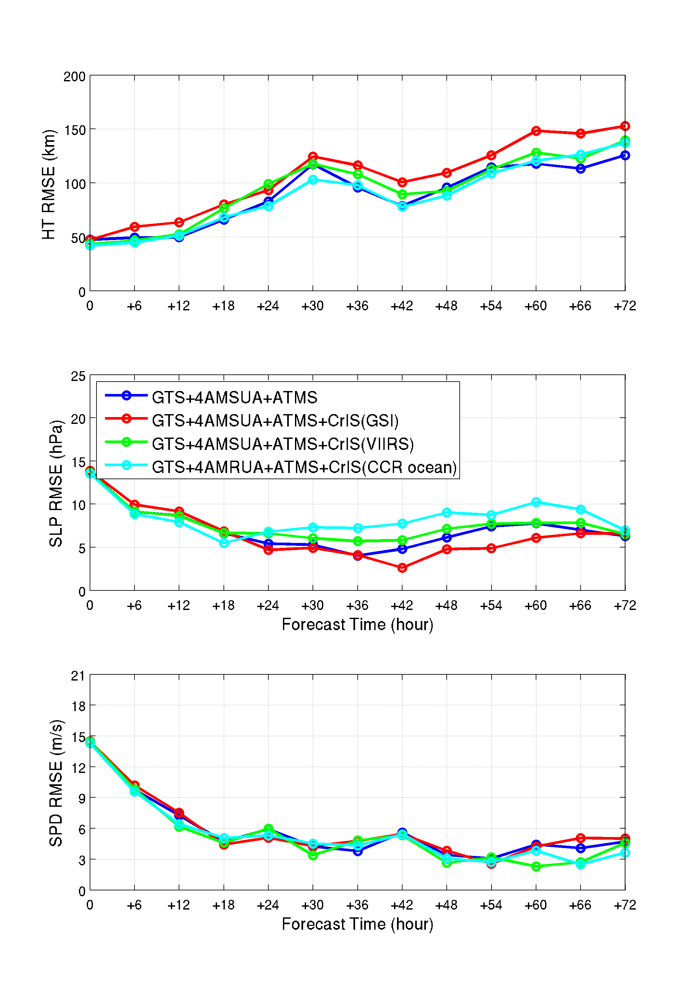 200
150
100
50
0
HT RMSE (km)
0 +6 +12 +18 +24 +30 +36 +42 +48 +54 +60 +66 +72
25
20
15
10
5
0
SLP RMSE (hPa)
GTS+4AMSUA+ATMS
GTS+4AMSUA+ATMS+CrIS(GSI)
GTS+4AMSUA+ATMS+CrIS(VIIRS)
GTS+4AMRUA+ATMS+CrIS(CCR ocean)
0 +6 +12 +18 +24 +30 +36 +42 +48 +54 +60 +66 +72
Forecast Time (hour)
21
18
15
12
9
6
3
0
SPD RMSE (m/s)
0 +6 +12 +18 +24 +30 +36 +42 +48 +54 +60 +66 +72
Forecast Time (hour)